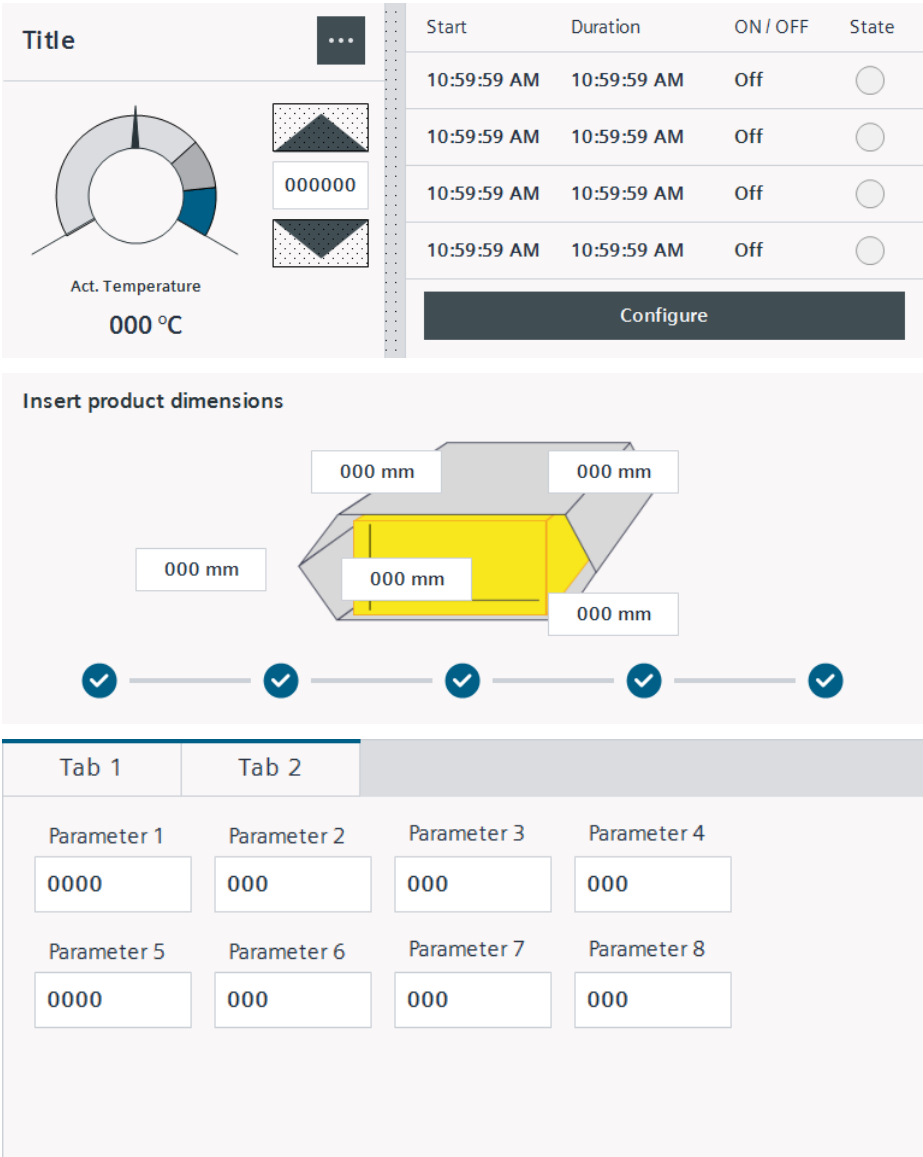 Title
...
000000
Act. Temperature
000 °C
Start Duration ON / OFF State
10:59:59 AM 10:59:59 AM Off
10:59:59 AM 10:59:59 AM Off
10:59:59 AM 10:59:59 AM Off
10:59:59 AM 10:59:59 AM Off
Configure
Insert product dimensions
000 mm 000 mm
000 mm 000 mm
000 mm
Tab 1 Tab 2
Parameter 1 Parameter 2 Parameter 3 Parameter 4
0000 000 000 000
Parameter 5 Parameter 6 Parameter 7 Parameter 8
0000 000 000 000